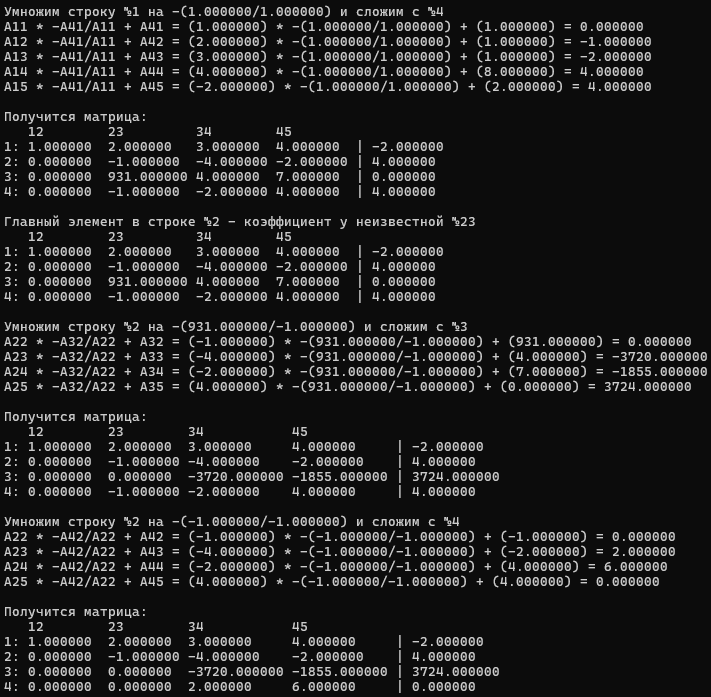 Умножим строку №1 на -(1.000000/1.000000) и сложим с №4
A11 * -A41/A11 + A41 = (1.000000) * -(1.000000/1.000000) + (1.000000) = 0.000000
A12 * -A41/A11 + A42 = (2.000000) * -(1.000000/1.000000) + (1.000000) = -1.000000
A13 * -A41/A11 + A43 = (3.000000) * -(1.000000/1.000000) + (1.000000) = -2.000000
A14 * -A41/A11 + A44 = (4.000000) * -(1.000000/1.000000) + (8.000000) = 4.000000
A15 * -A41/A11 + A45 = (-2.000000) * -(1.000000/1.000000) + (2.000000) = 4.000000
Получится матрица:
12 23 34 45
1: 1.000000 2.000000 3.000000 4.000000 | -2.000000
2: 0.000000 -1.000000 -4.000000 -2.000000 | 4.000000
3: 0.000000 931.000000 4.000000 7.000000 | 0.000000
4: 0.000000 -1.000000 -2.000000 4.000000 | 4.000000
Главный элемент в строке №2 - коэффициент у неизвестной №23
12 23 34 45
1: 1.000000 2.000000 3.000000 4.000000 | -2.000000
2: 0.000000 -1.000000 -4.000000 -2.000000 | 4.000000
3: 0.000000 931.000000 4.000000 7.000000 | 0.000000
4: 0.000000 -1.000000 -2.000000 4.000000 | 4.000000
Умножим строку №2 на -(931.000000/-1.000000) и сложим с №3
A22 * -A32/A22 + A32 = (-1.000000) * -(931.000000/-1.000000) + (931.000000) = 0.000000
A23 * -A32/A22 + A33 = (-4.000000) * -(931.000000/-1.000000) + (4.000000) = -3720.000000
A24 * -A32/A22 + A34 = (-2.000000) * -(931.000000/-1.000000) + (7.000000) = -1855.000000
A25 * -A32/A22 + A35 = (4.000000) * -(931.000000/-1.000000) + (0.000000) = 3724.000000
Получится матрица:
12 23 34 45
1: 1.000000 2.000000 3.000000 4.000000 | -2.000000
2: 0.000000 -1.000000 -4.000000 -2.000000 | 4.000000
3: 0.000000 0.000000 -3720.000000 -1855.000000 | 3724.000000
4: 0.000000 -1.000000 -2.000000 4.000000 | 4.000000
Умножим строку №2 на -(-1.000000/-1.000000) и сложим с №4
A22 * -A42/A22 + A42 = (-1.000000) * -(-1.000000/-1.000000) + (-1.000000) = 0.000000
A23 * -A42/A22 + A43 = (-4.000000) * -(-1.000000/-1.000000) + (-2.000000) = 2.000000
A24 * -A42/A22 + A44 = (-2.000000) * -(-1.000000/-1.000000) + (4.000000) = 6.000000
A25 * -A42/A22 + A45 = (4.000000) * -(-1.000000/-1.000000) + (4.000000) = 0.000000
Получится матрица:
12 23 34 45
1: 1.000000 2.000000 3.000000 4.000000 | -2.000000
2: 0.000000 -1.000000 -4.000000 -2.000000 | 4.000000
3: 0.000000 0.000000 -3720.000000 -1855.000000 | 3724.000000
4: 0.000000 0.000000 2.000000 6.000000 | 0.000000